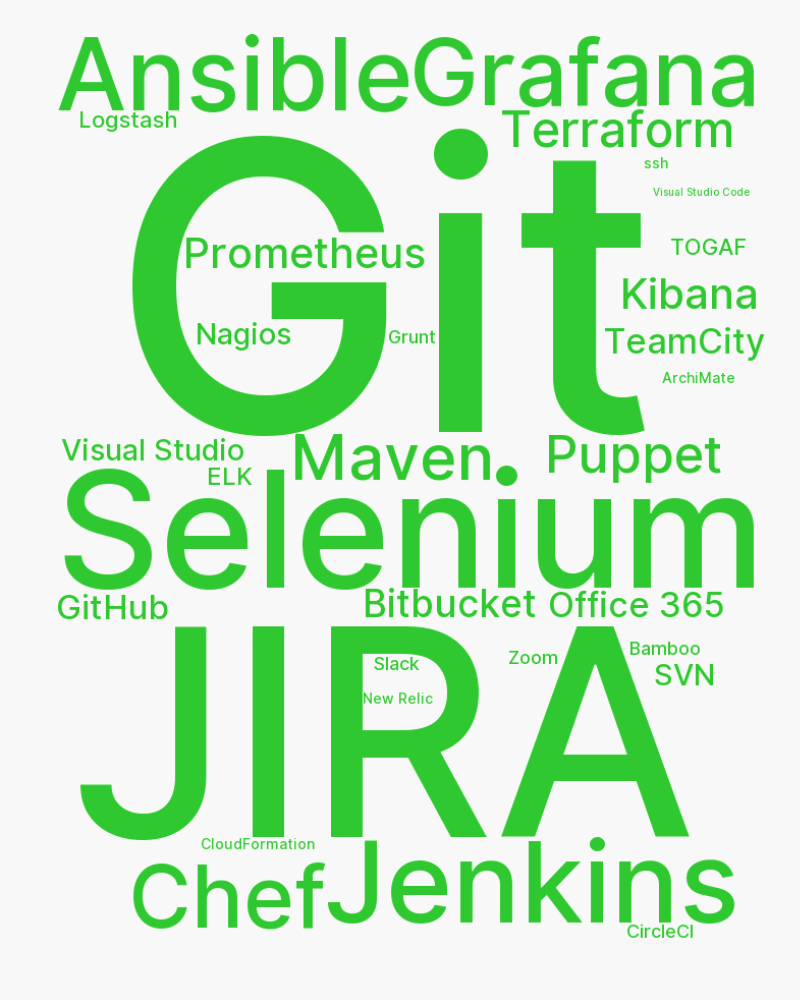 Ansible
Grafana
Logstash
Terraform
ssh
Visual Studio Code
Git
Prometheus
TOGAF
Kibana
Nagios
Grunt
TeamCity
ArchiMate
Visual Studio
Maven
Puppet
ELK
Selenium
GitHub
Bitbucket
Office 365
JIRA
Slack
Zoom
Bamboo
SVN
New Relic
CloudFormation
Chef
Jenkins
CircleCI